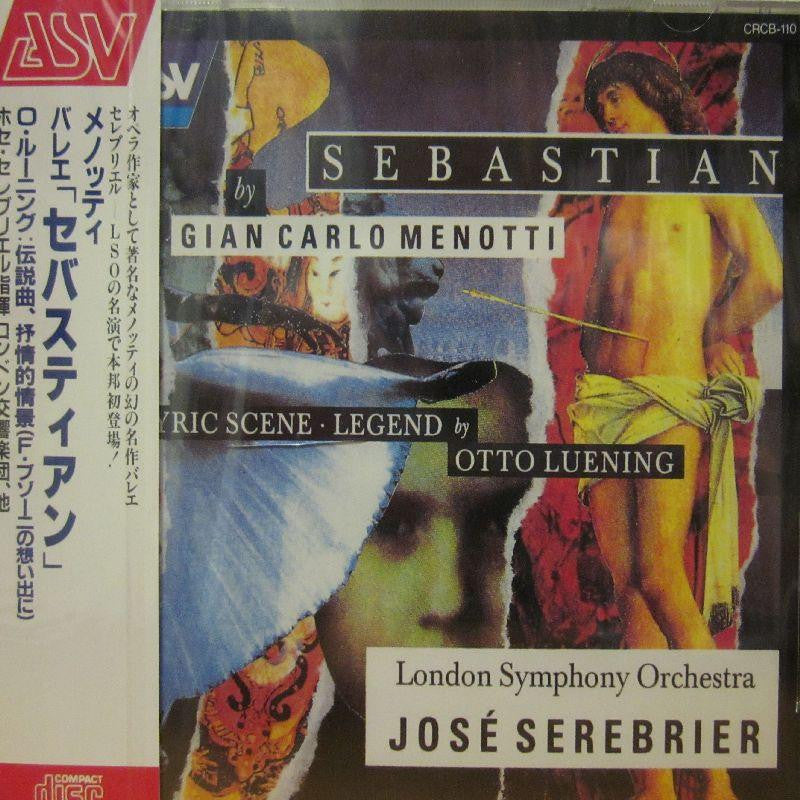 ASV
メノッティ
バレエ「セバスティアン」
O・ルーニング:伝説曲、抒情的情景(F・ブゾーニの想い出に)
ホセ・セレブリエル指揮 ロンドン交響楽団、他
オペラ作家として著名なメノッティの幻の名作バレエ
セレブリエル―LSOの名演で本邦初登場!
COMPACT
disc
SV
CRCB-110
SEBASTIAN
by
GIAN CARLO MENOTTI
YRIC SCENE · LEGEND by
OTTO LUENING
London Symphony Orchestra
JOSÉ SEREBRIER